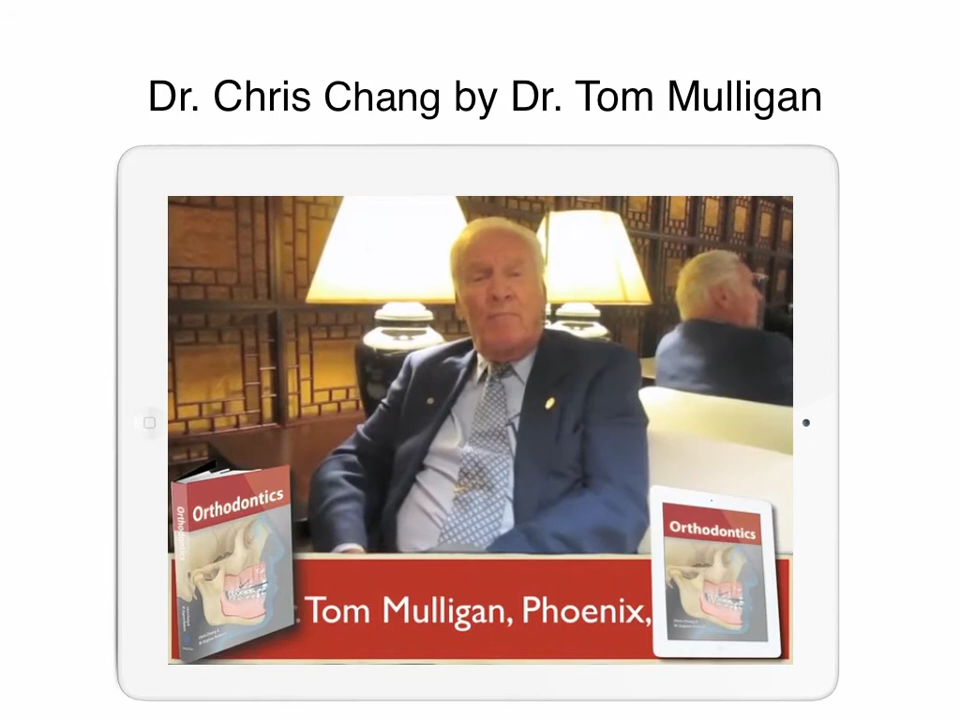 Dr. Chris Chang by Dr. Tom Mulligan
Orthodontics
Orthodontics
. Tom Mulligan, Phoenix,